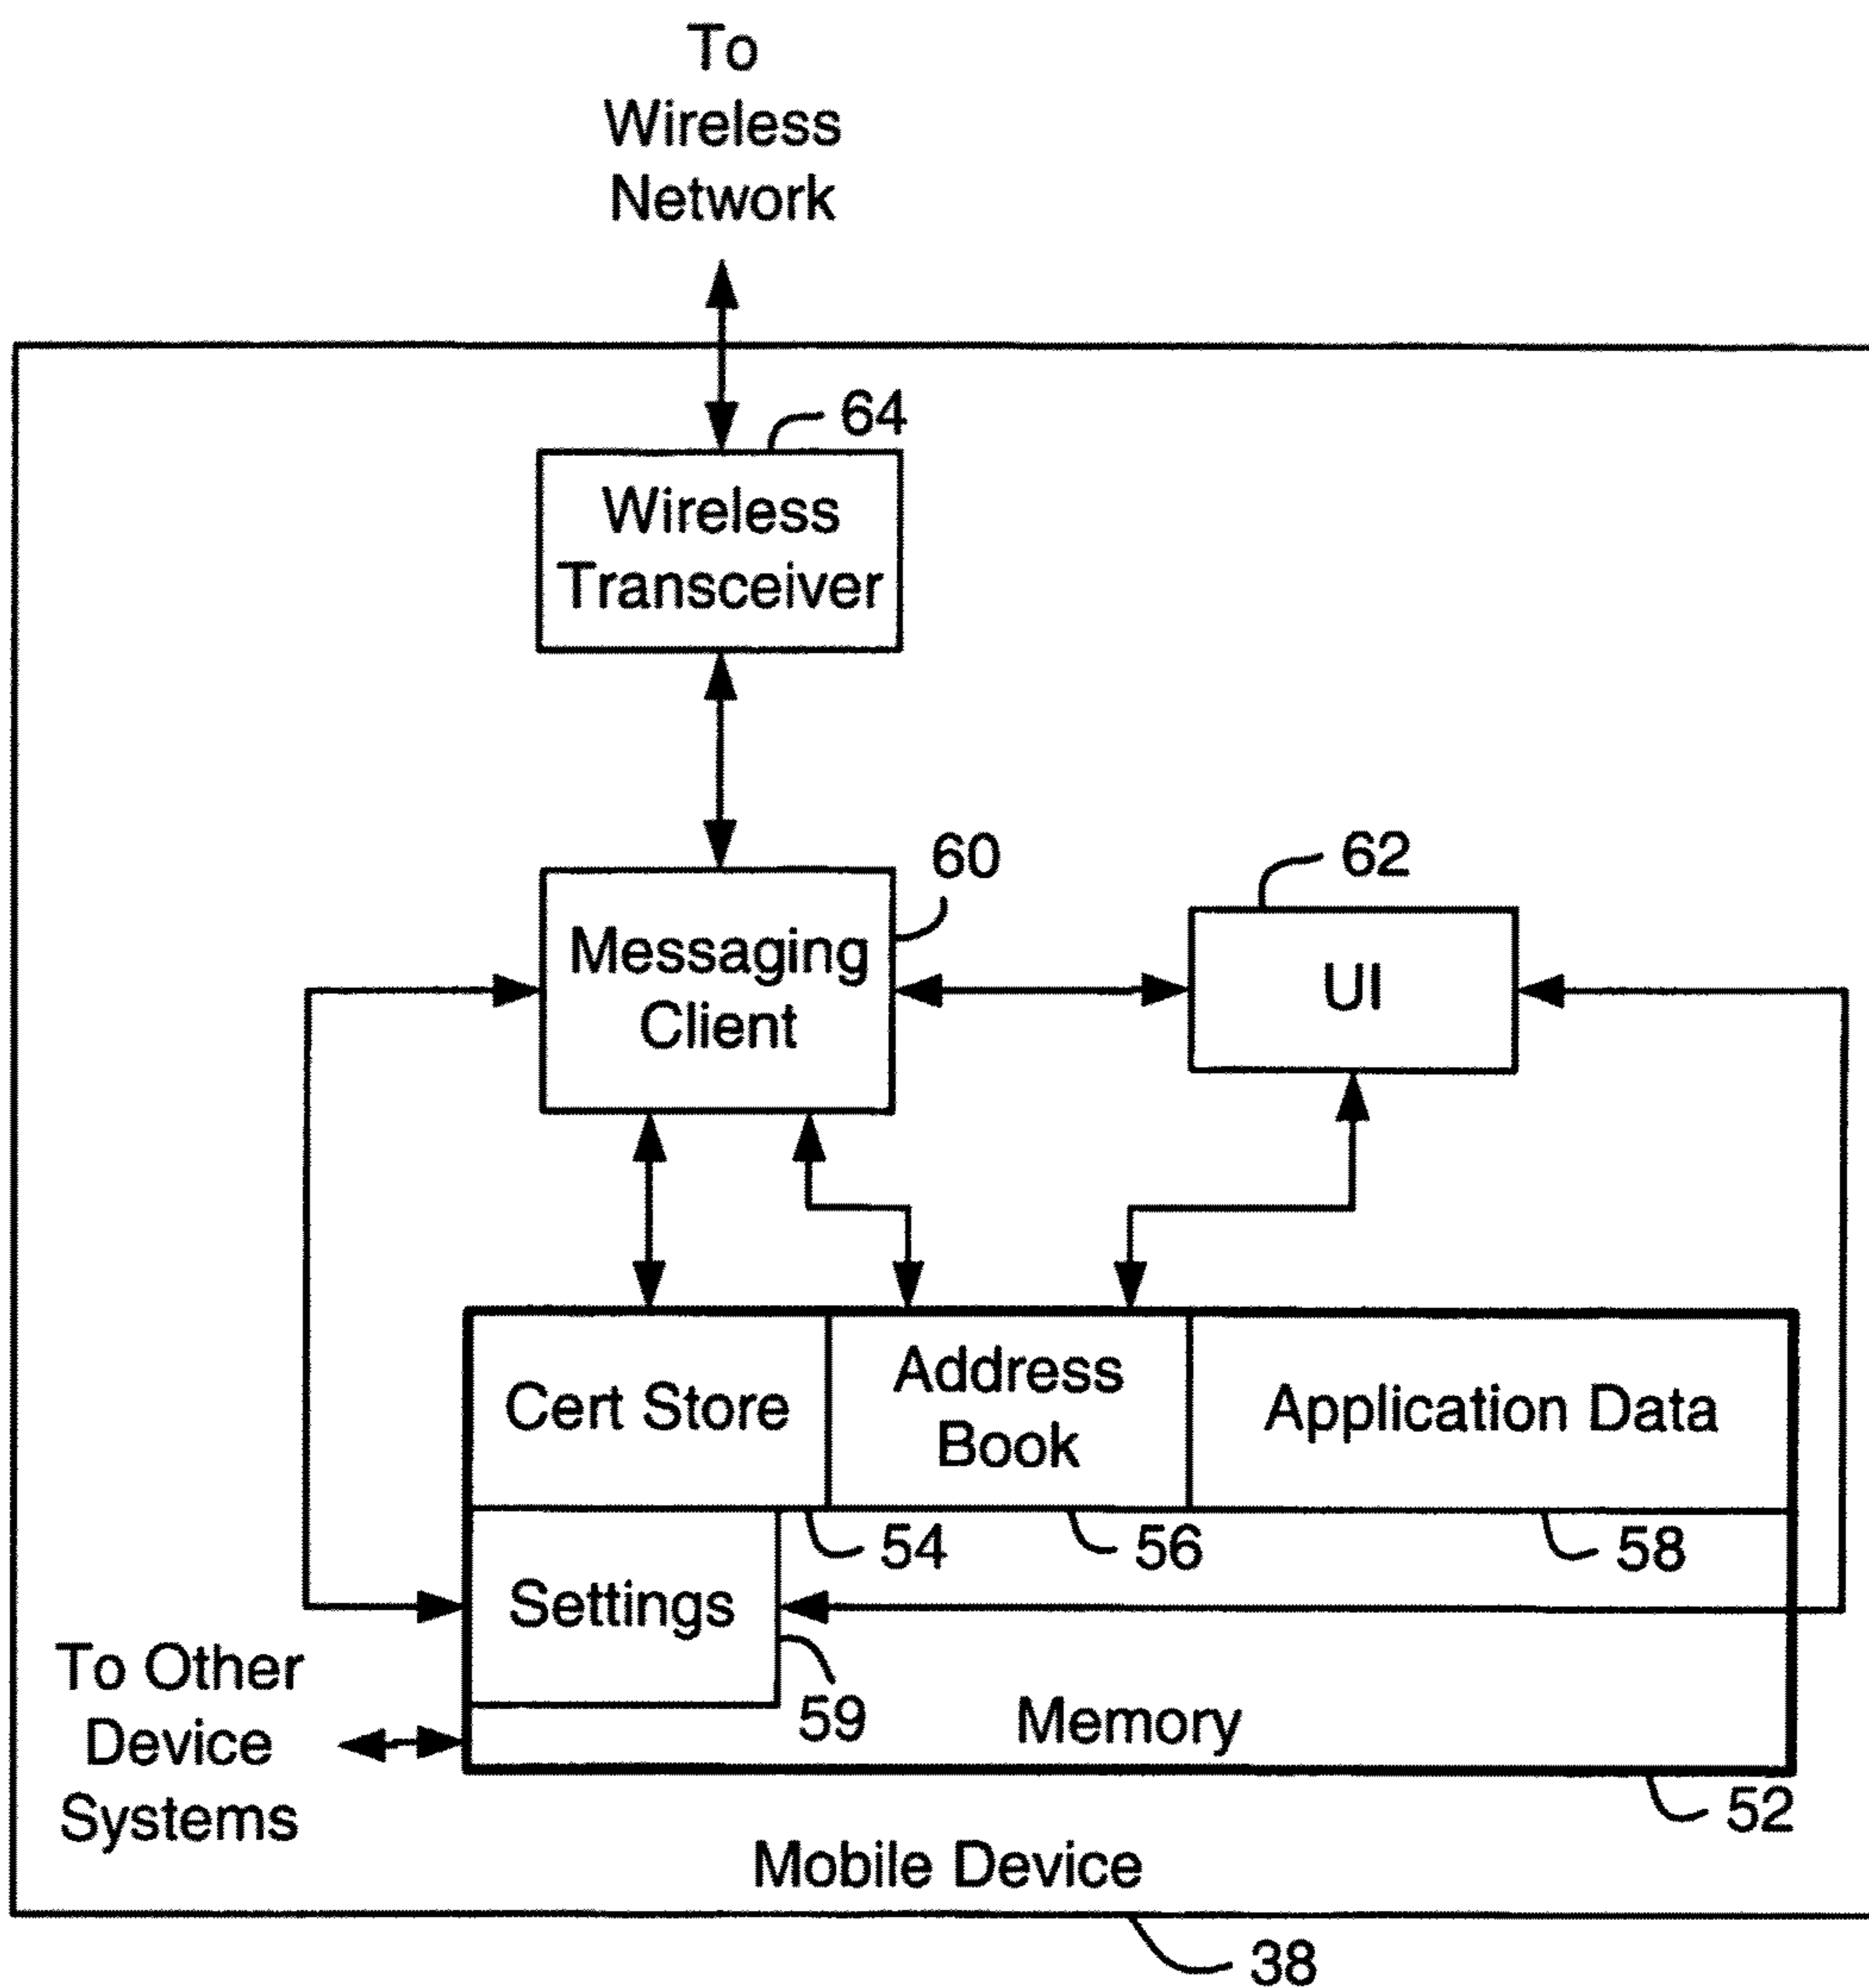 To
Wireless
Network
64
Wireless
Transceiver
60
62
Messaging
Client
UI
Cert Store
Address
Book
Application Data
54
56
58
Settings
59
To Other
Device
Systems
Memory
52
Mobile Device
38